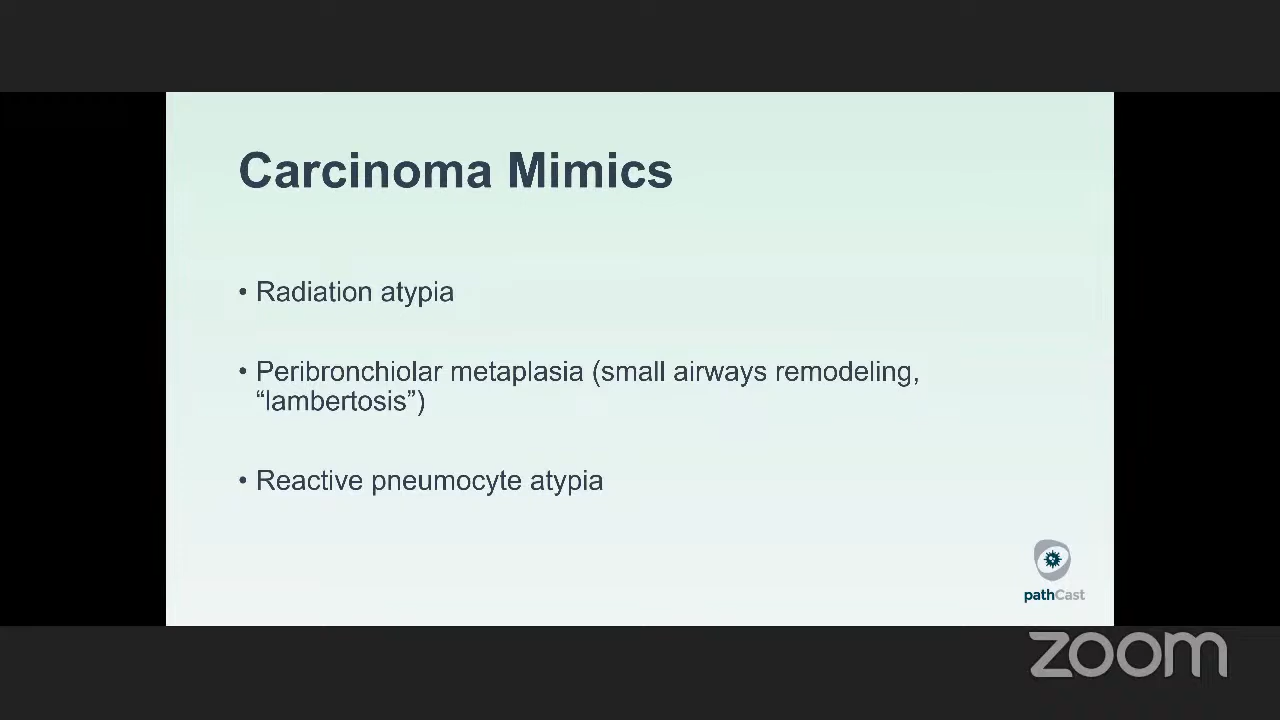 Carcinoma Mimics
• Radiation atypia
• Peribronchiolar metaplasia (small airways remodeling,
“lambertosis”)
• Reactive pneumocyte atypia
pathCast
zoom